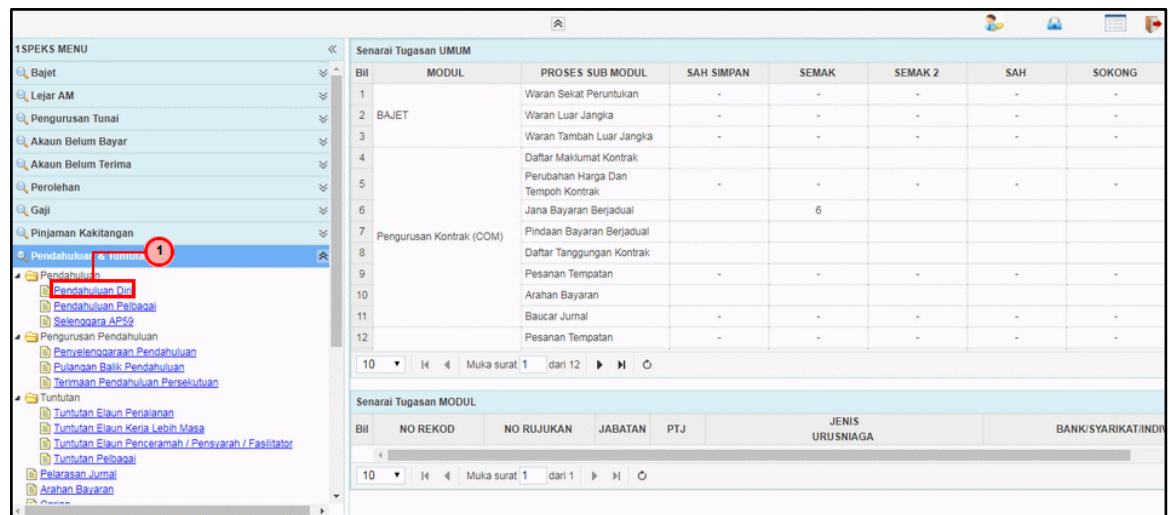 1SPEKS MENU
Bajet
Lejar AM
Pengurusan Tunai
Akaun Belum Bayar
Akaun Belum Terima
Perolehan
Gaji
Pinjaman Kakitangan
Pendahuluan & Tuntutan
1
Pendahuluan
Pendahuluan Diri
Pendahuluan Pelbagai
Selenggara AP59
Pengurusan Pendahuluan
Penyelenggaraan Pendahuluan
Pulangan Balik Pendahuluan
Terimaan Pendahuluan Persekutuan
Tuntutan
Tuntutan Elaun Perjalanan
Tuntutan Elaun Kerja Lebih Masa
Tuntutan Elaun Penceramah / Pensyarah / Fasilitator
Tuntutan Pelbagai
Pelarasan Jurnal
Arahan Bayaran
Senarai Tugasan UMUM
Bil MODUL PROSES SUB MODUL SAH SIMPAN SEMAK SEMAK 2 SAH SOKONG
1 Waran Sekat Peruntukan - - - - -
2 BAJET Waran Luar Jangka - - - - -
3 Waran Tambah Luar Jangka - - - - -
4 Daftar Maklumat Kontrak
5 Perubahan Harga Dan
Tempoh Kontrak - - - - -
6 Jana Bayaran Berjadual 6
7 Pengurusan Kontrak (COM) Pindaan Bayaran Berjadual
8 Daftar Tanggungan Kontrak
9 Pesanan Tempatan - - - - -
10 Arahan Bayaran
11 Baucar Jurnal - - - - -
12 Pesanan Tempatan - - - - -
10 Muka surat 1 dari 12
Senarai Tugasan MODUL
Bil NO REKOD NO RUJUKAN JABATAN PTJ JENIS
URUSNIAGA BANK/SYARIKAT/INDIV
10 Muka surat 1 dari 1